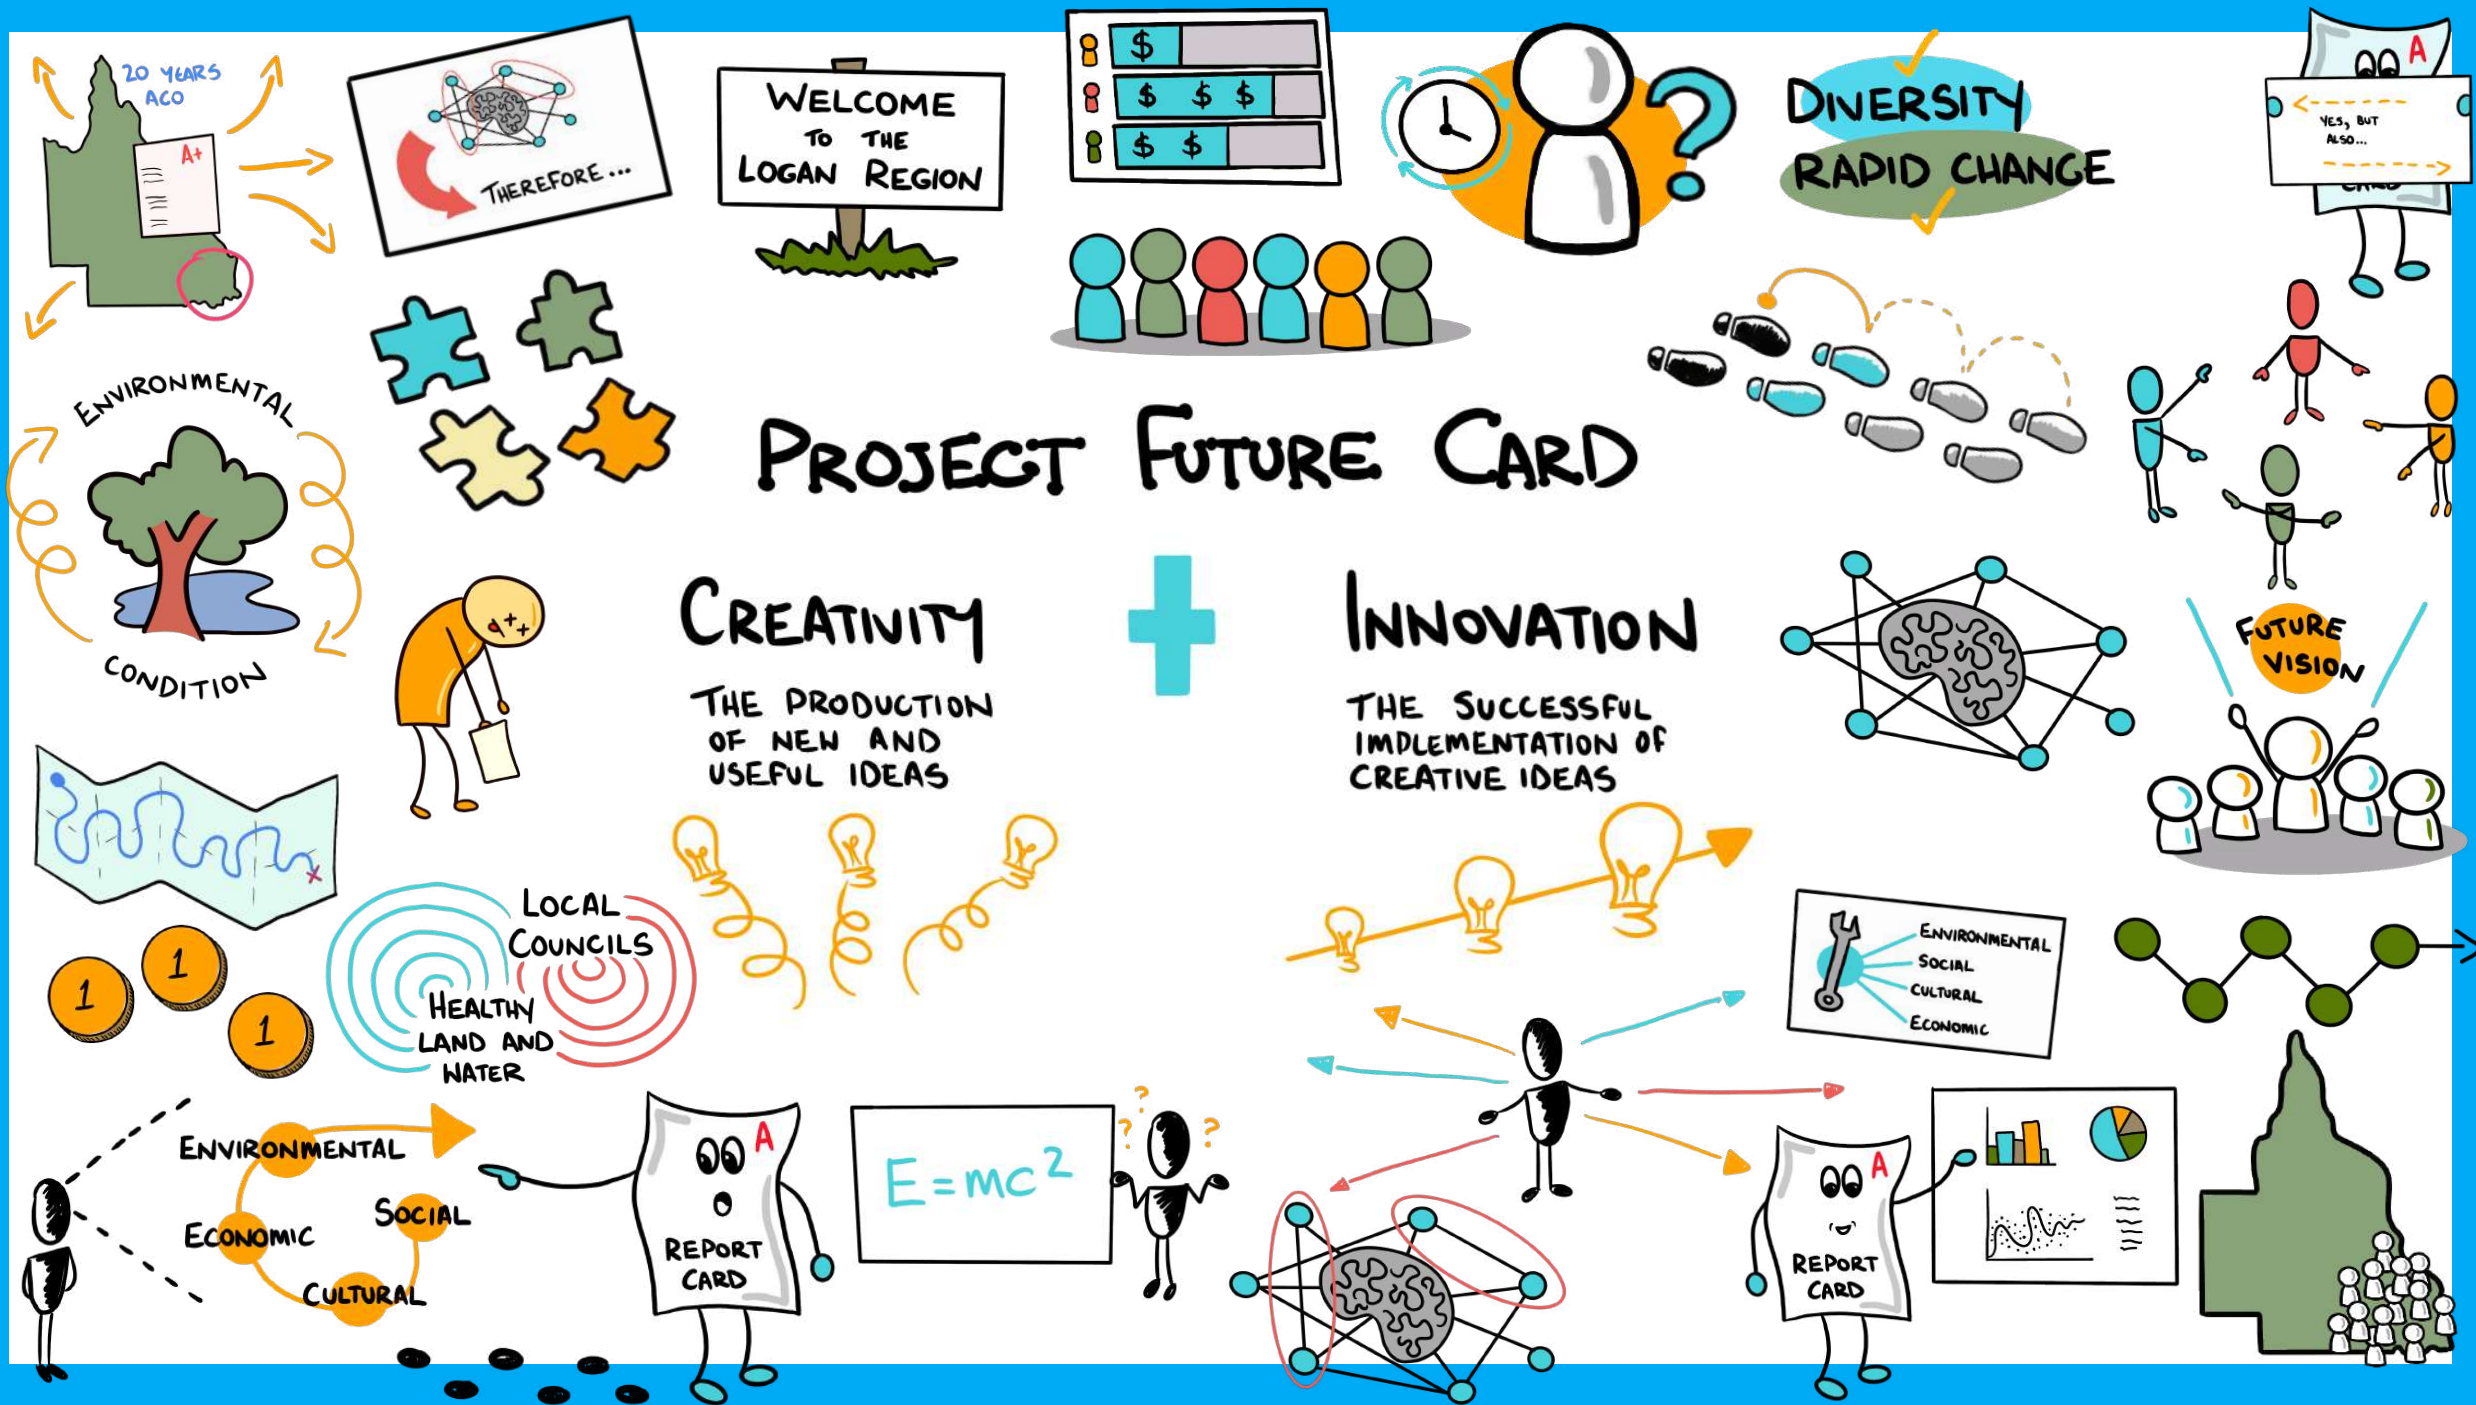 20 YEARS
AGO
A+
THEREFORE...
WELCOME
TO THE
LOGAN REGION
$
$ $ $
$ $
?
DIVERSITY
RAPID CHANGE
A
YES, BUT
ALSO...
ENVIRONMENTAL
CONDITION
PROJECT FUTURE CARD
CREATIVITY
THE PRODUCTION
OF NEW AND
USEFUL IDEAS
INNOVATION
THE SUCCESSFUL
IMPLEMENTATION OF
CREATIVE IDEAS
FUTURE
VISION
1
1
1
LOCAL
COUNCILS
HEALTHY
LAND AND
WATER
ENVIRONMENTAL
SOCIAL
CULTURAL
ECONOMIC
ENVIRONMENTAL
ECONOMIC
SOCIAL
CULTURAL
A
REPORT
CARD
E=mc2
? ? ?
A
REPORT
CARD